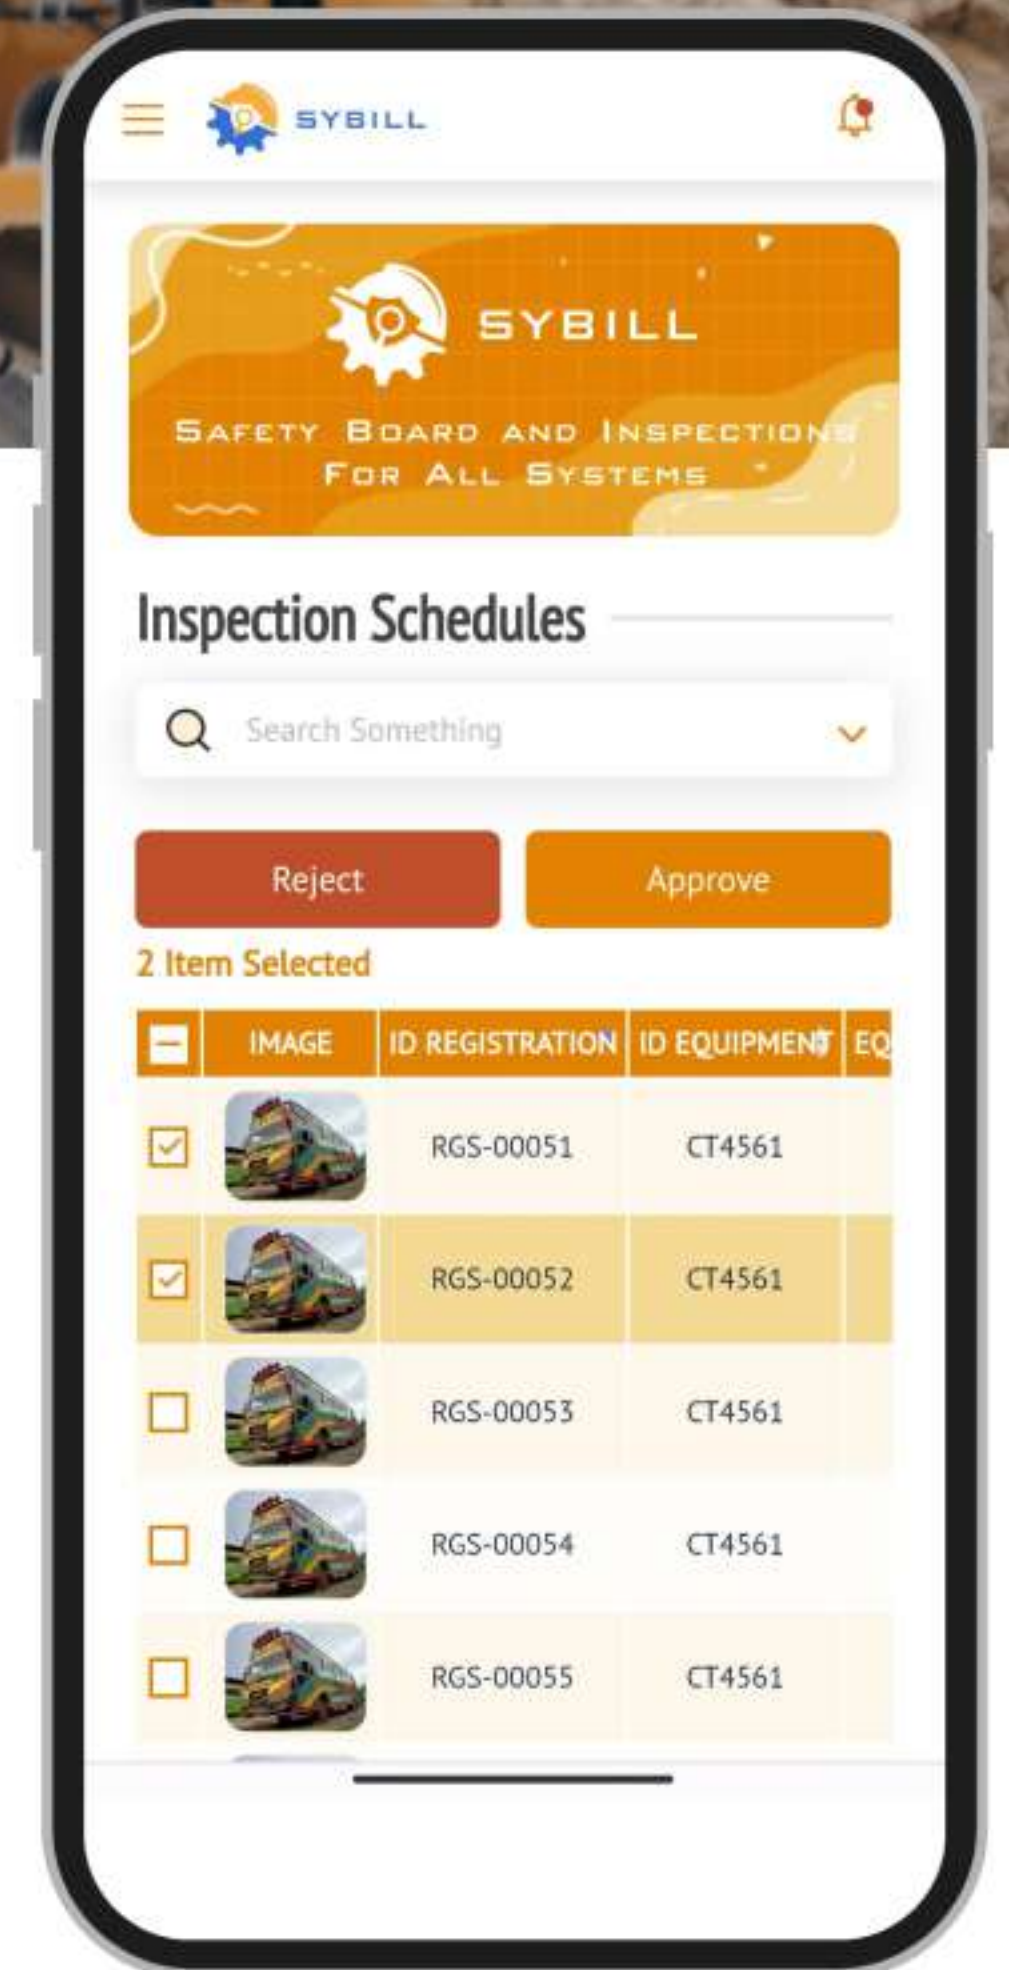 SYBILL
SYBILL
SAFETY BOARD AND INSPECTIONS
FOR ALL SYSTEMS
Inspection Schedules
Search Something
Reject Approve
2 Item Selected
IMAGE ID REGISTRATION ID EQUIPMENT EQ
RGS-00051 CT4561
RGS-00052 CT4561
RGS-00053 CT4561
RGS-00054 CT4561
RGS-00055 CT4561